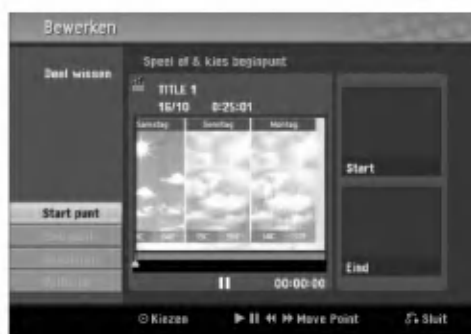 Bewerken
Deel wissen
Speel of & kies beginpunt
TITLE 1
16/10 0:25:01
Samstag Sonntag Montag
Start
Start punt
Eind
00:00:00
Kiezen Move Point Sluit